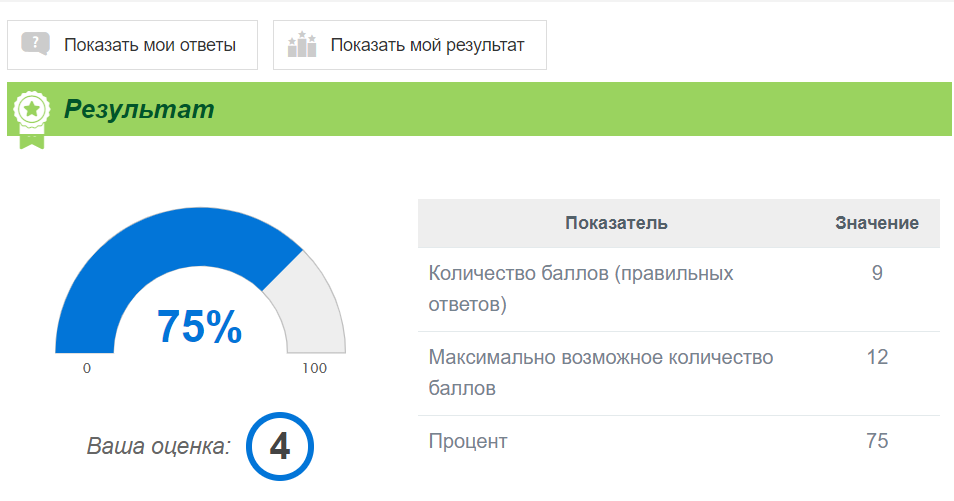 Показать мои ответы
Показать мой результат
Результат
75%
0
100
Ваша оценка: 4
Показатель Значение
Количество баллов (правильных 9
ответов)
Максимально возможное количество 12
баллов
Процент 75